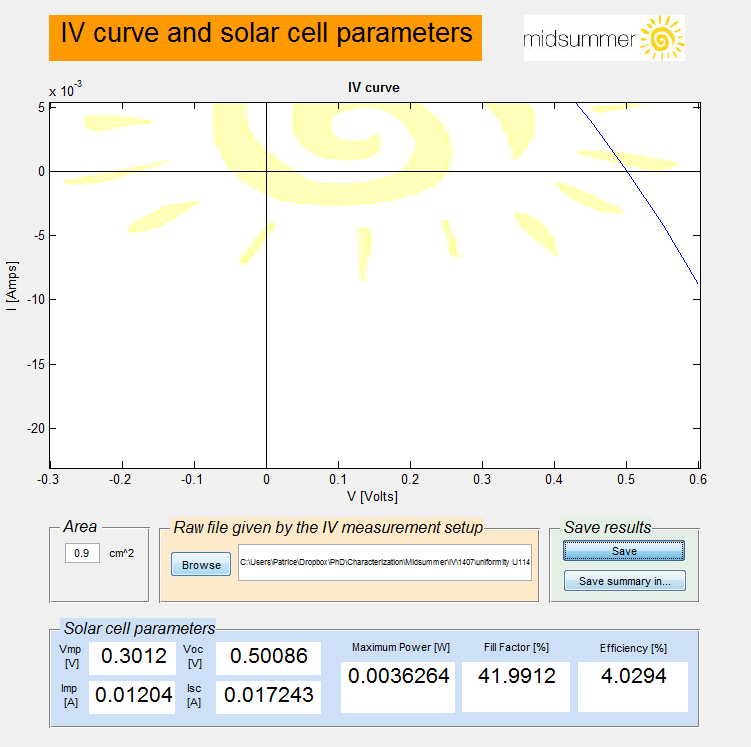 IV curve and solar cell parameters
midsummer
IV curve
x 10^-3
5
0
-5
-10
-15
-20
I [Amps]
-0.3 -0.2 -0.1 0 0.1 0.2 0.3 0.4 0.5 0.6
V [Volts]
Area
0.9 cm^2
Raw file given by the IV measurement setup
Browse C:\Users\Patrice\Dropbox\PhD\Characterization\Midsummer\IV\1407\uniformity U114
Save results
Save
Save summary in...
Solar cell parameters
Vmp [V] 0.3012 Voc [V] 0.50086
Imp [A] 0.01204 Isc [A] 0.017243
Maximum Power [W] Fill Factor [%] Efficiency [%]
0.0036264 41.9912 4.0294